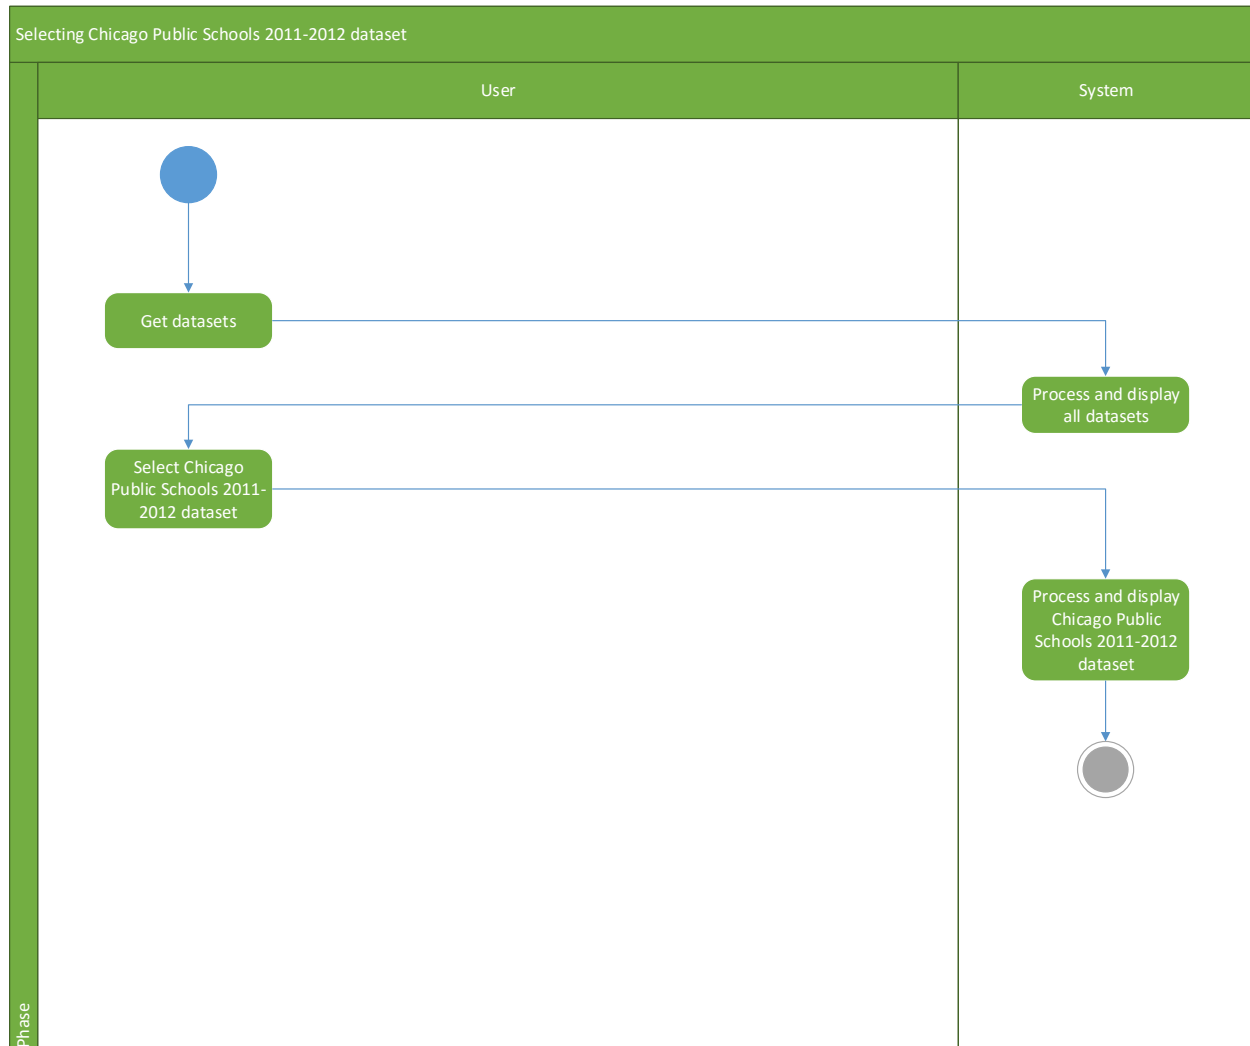 Selecting Chicago Public Schools 2011-2012 dataset
User
System
Get datasets
Process and display
all datasets
Select Chicago
Public Schools 2011-
2012 dataset
Process and display
Chicago Public
Schools 2011-2012
dataset
Phase